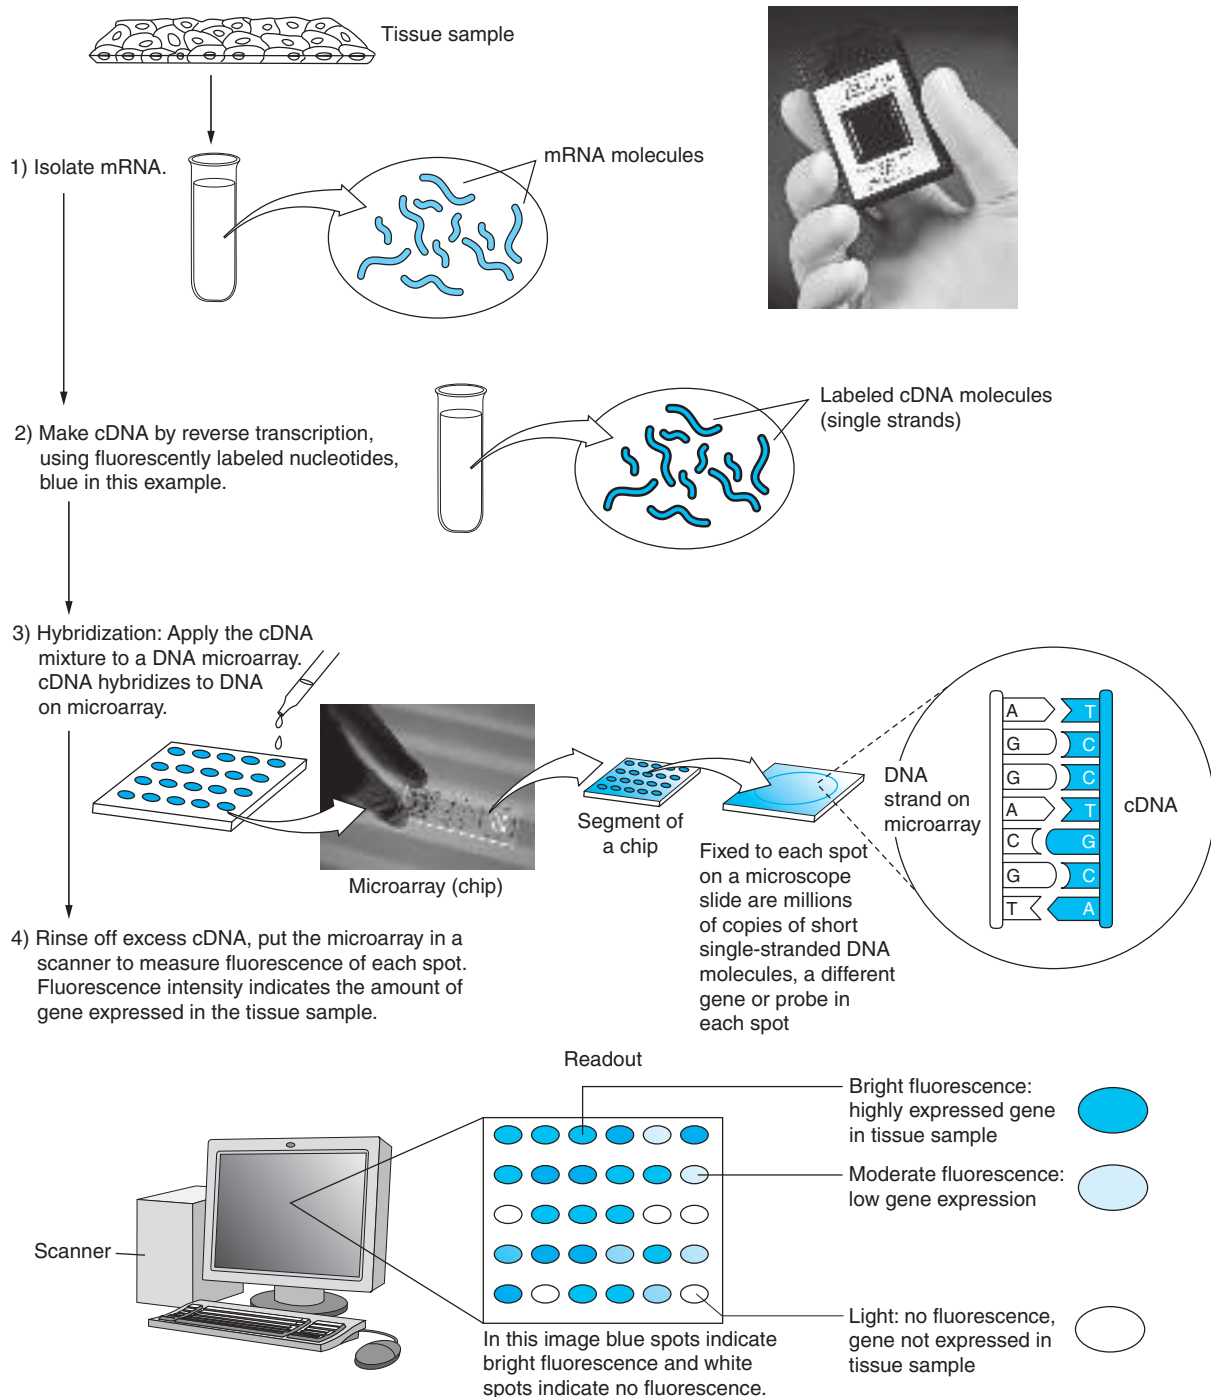 Tissue sample
1) Isolate mRNA.
mRNA molecules
Labeled cDNA molecules
(single strands)
2) Make cDNA by reverse transcription,
using fluorescently labeled nucleotides,
blue in this example.
3) Hybridization: Apply the cDNA
mixture to a DNA microarray.
cDNA hybridizes to DNA
on microarray.
Microarray (chip)
Segment of
a chip
Fixed to each spot
on a microscope
slide are millions
of copies of short
single-stranded DNA
molecules, a different
gene or probe in
each spot
DNA
strand on
microarray
A T
G C
G C
A T
C G
G C
T A
cDNA
4) Rinse off excess cDNA, put the microarray in a
scanner to measure fluorescence of each spot.
Fluorescence intensity indicates the amount of
gene expressed in the tissue sample.
Readout
Scanner
Bright fluorescence:
highly expressed gene
in tissue sample
Moderate fluorescence:
low gene expression
Light: no fluorescence,
gene not expressed in
tissue sample
In this image blue spots indicate
bright fluorescence and white
spots indicate no fluorescence.